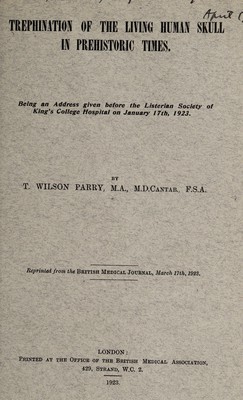 April
TREPHINATION OF THE LIVING HUMAN SKULL
IN PREHISTORIC TIMES.
Being an Address given before the Listerian Society of
King's College Hospital on January 17th, 1923.
BY
T. WILSON PARRY, M.A., M.D.CANTAB., F.S.A.
Reprinted from the BRITISH MEDICAL JOURNAL, March 17th, 1923.
LONDON:
PRINTED AT THE OFFICE OF THE BRITISH MEDICAL ASSOCIATION,
429, STRAND, W.C. 2.
1923.